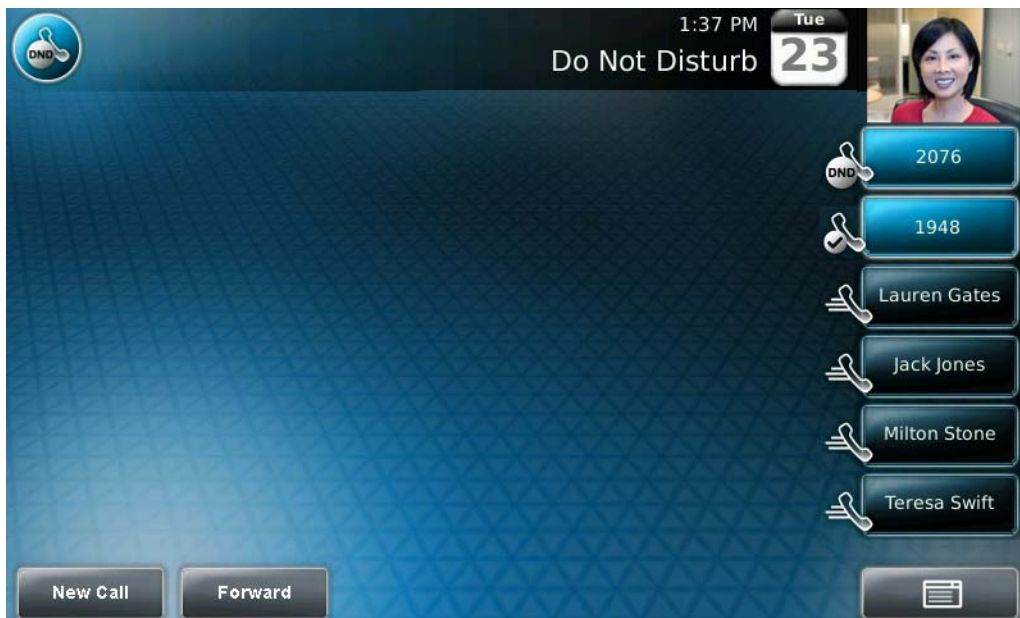 DND
1:37 PM
Tue
Do Not Disturb
23
DND
2076
1948
Lauren Gates
Jack Jones
Milton Stone
Teresa Swift
New Call
Forward